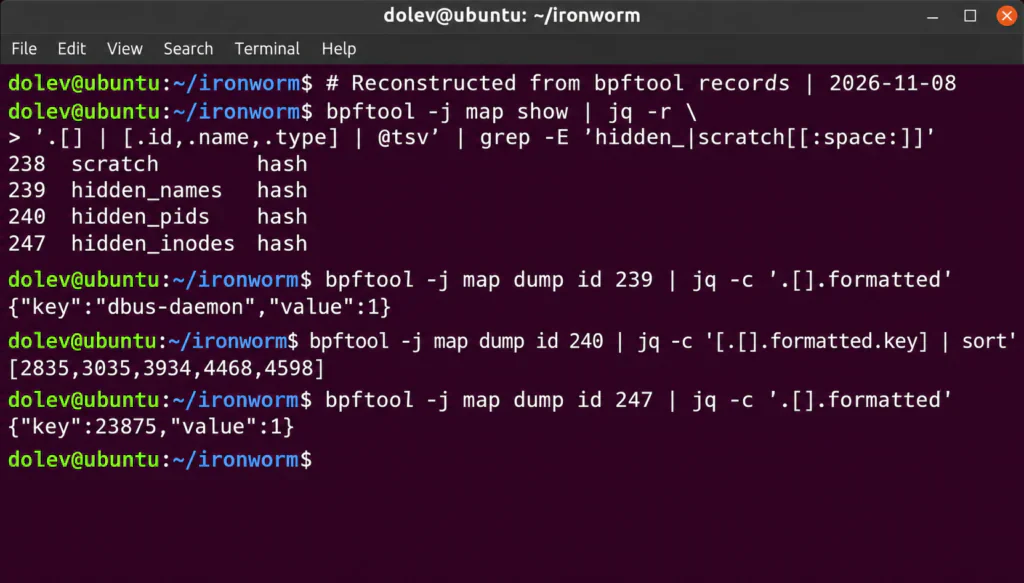 dolev@ubuntu: ~/ironworm
File Edit View Search Terminal Help
dolev@ubuntu:~/ironworm$ # Reconstructed from bpftool records | 2026-11-08
dolev@ubuntu:~/ironworm$ bpftool -j map show | jq -r \
> '.[] | [.id,.name,.type] | @tsv’ | grep -E ’hidden_|scratch[[:space:]]'
238 scratch hash
239 hidden_names hash
240 hidden_pids hash
247 hidden_inodes hash
dolev@ubuntu:~/ironworm$ bpftool -j map dump id 239 | jq -c '.[].formatted'
{"key":"dbus-daemon","value":1}
dolev@ubuntu:~/ironworm$ bpftool -j map dump id 240 | jq -c '[.[].formatted.key] | sort'
[2835,3035,3934,4468,4598]
dolev@ubuntu:~/ironworm$ bpftool -j map dump id 247 | jq -c '.[].formatted'
{"key":23875,"value":1}
dolev@ubuntu:~/ironworm$